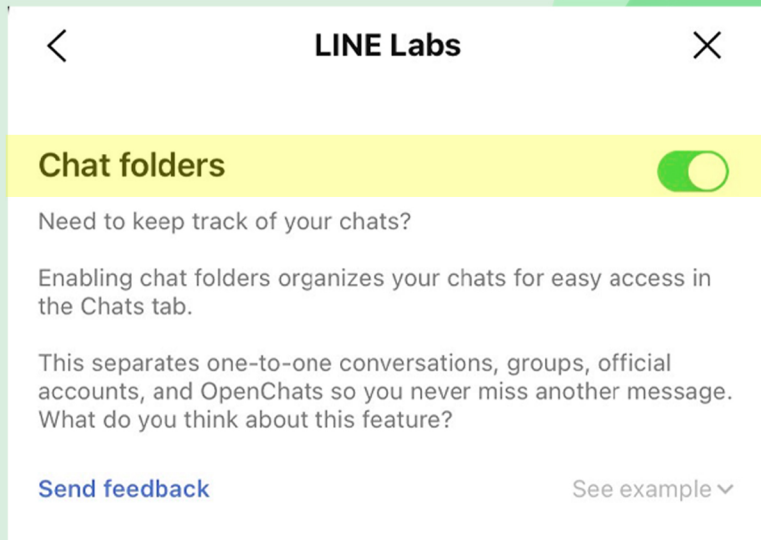 LINE Labs
Chat folders
Need to keep track of your chats?
Enabling chat folders organizes your chats for easy access in
the Chats tab.
This separates one-to-one conversations, groups, official
accounts, and OpenChats so you never miss another message.
What do you think about this feature?
Send feedback
See example